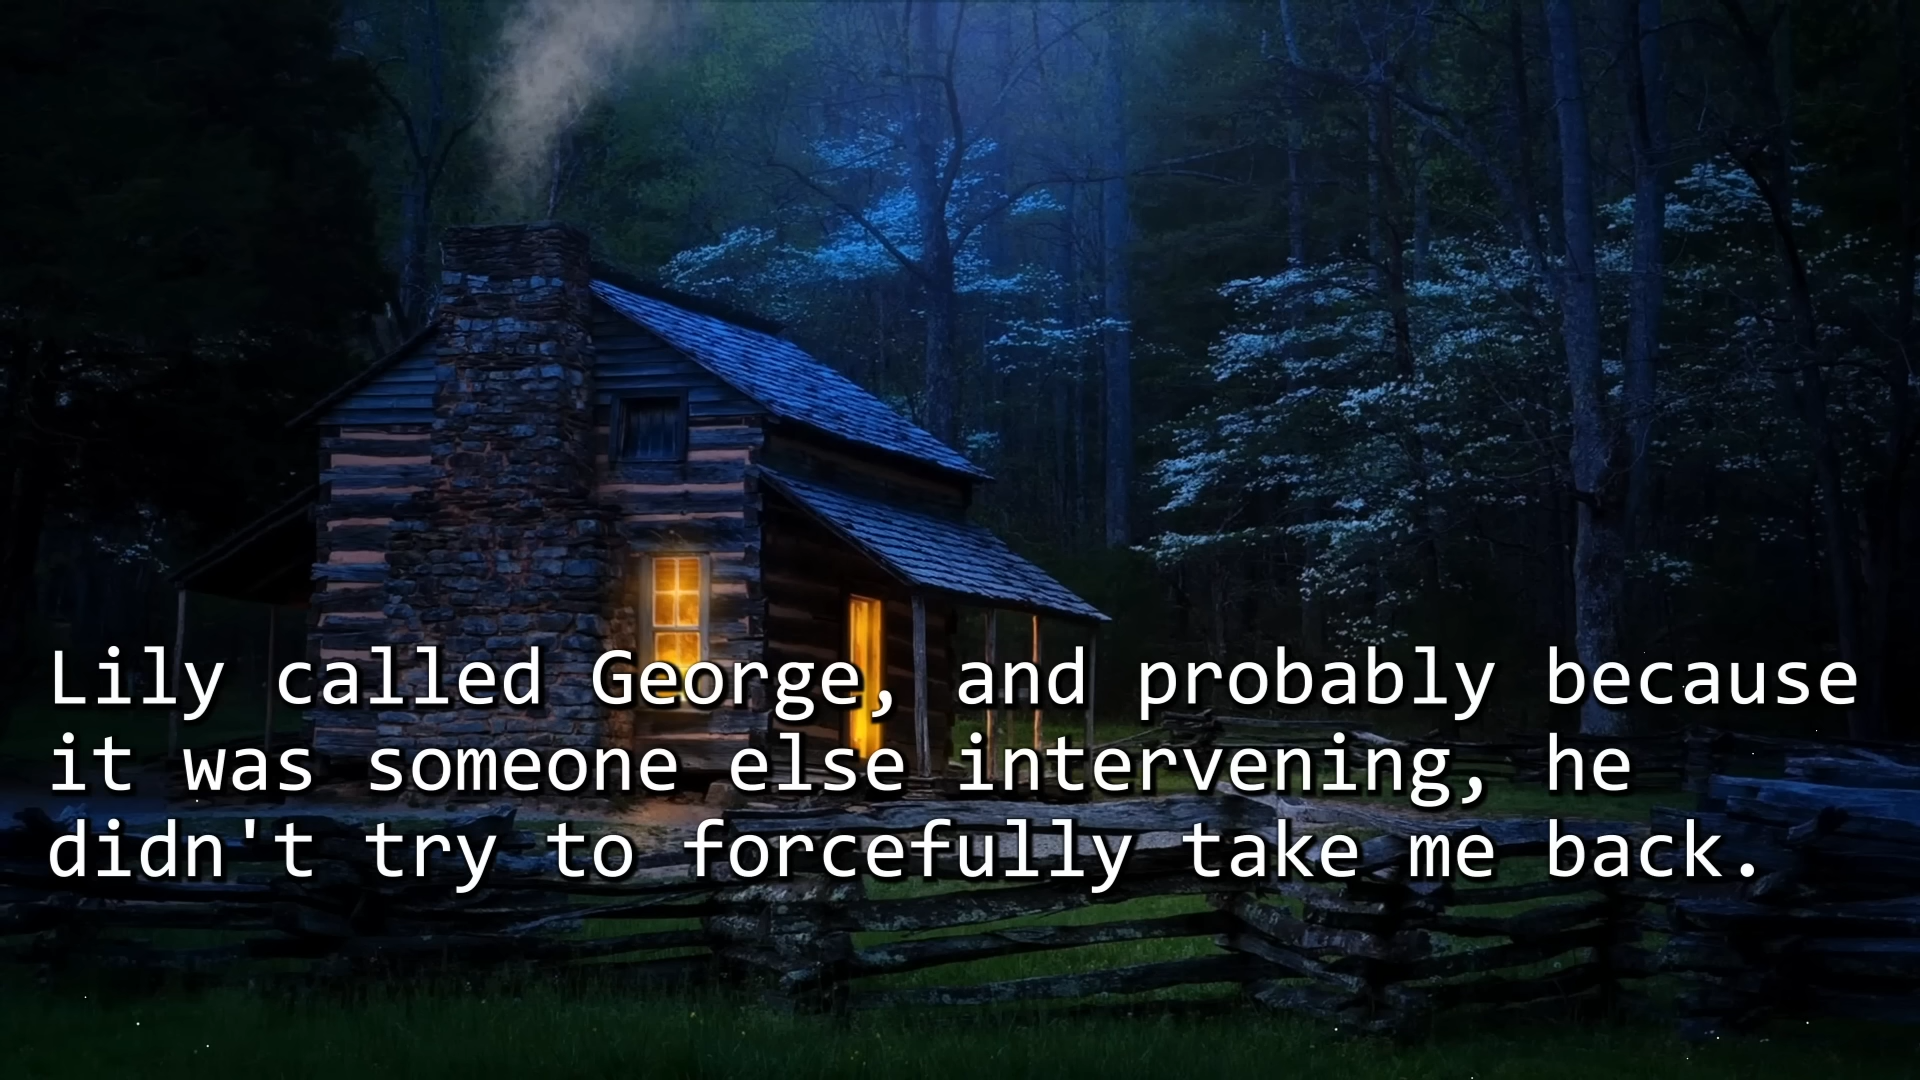 Lily called George, and probably because
it was someone else intervening, he
didn't try to forcefully take me back.